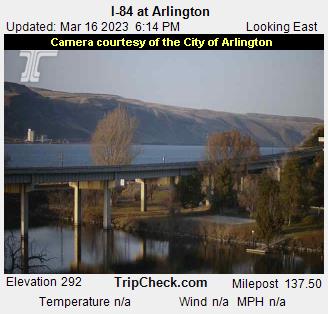 I-84 at Arlington
Updated: Mar 16 2023 6:14 PM Looking East
Camera courtesy of the City of Arlington
Elevation 292 TripCheck.com Milepost 137.50
Temperature n/a Wind n/a MPH n/a